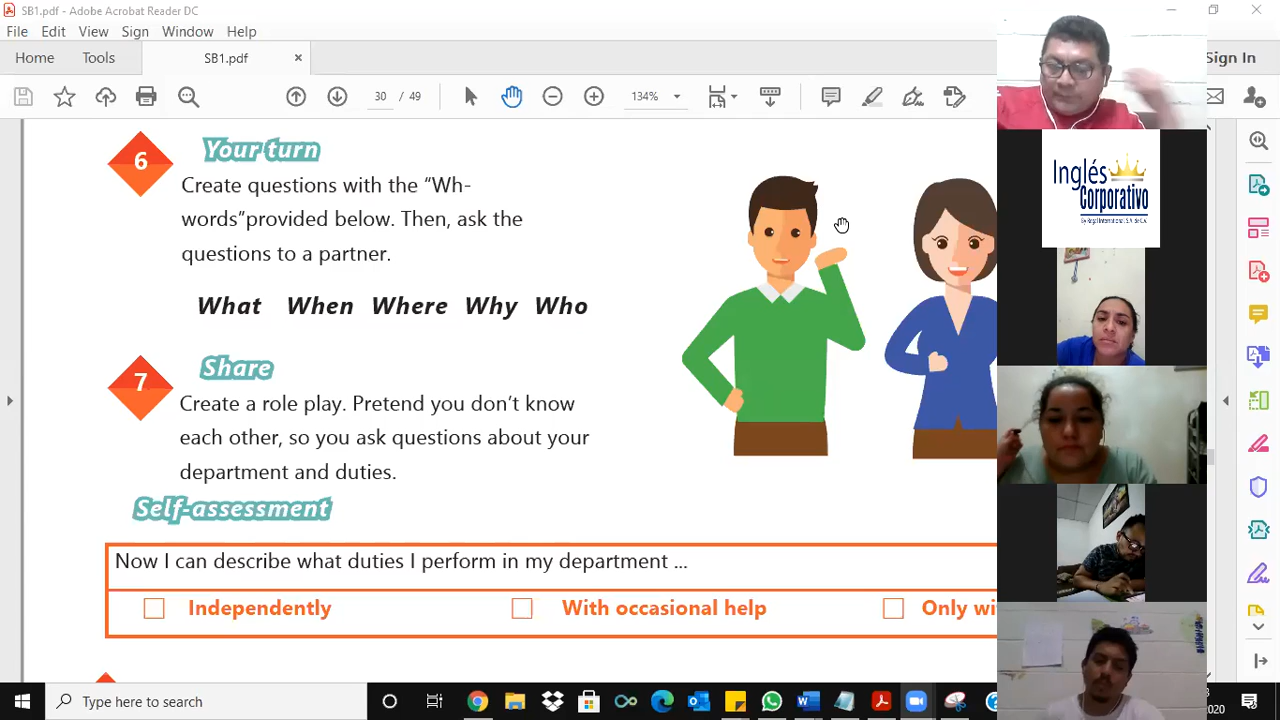 SB1.pdf - Adobe Acrobat Reader DC
File Edit View Sign Window Help
Home Tools SB1.pdf × Sign In
30 / 49 134%
6 Your turn
Create questions with the “Wh-
words”provided below. Then, ask the
questions to a partner.
What When Where Why Who
7 Share
Create a role play. Pretend you don’t know
each other, so you ask questions about your
department and duties.
Self-assessment
Now I can describe what duties I perform in my department ...
Independently With occasional help Only wi
Inglés
Corporativo
Type here to search
2020